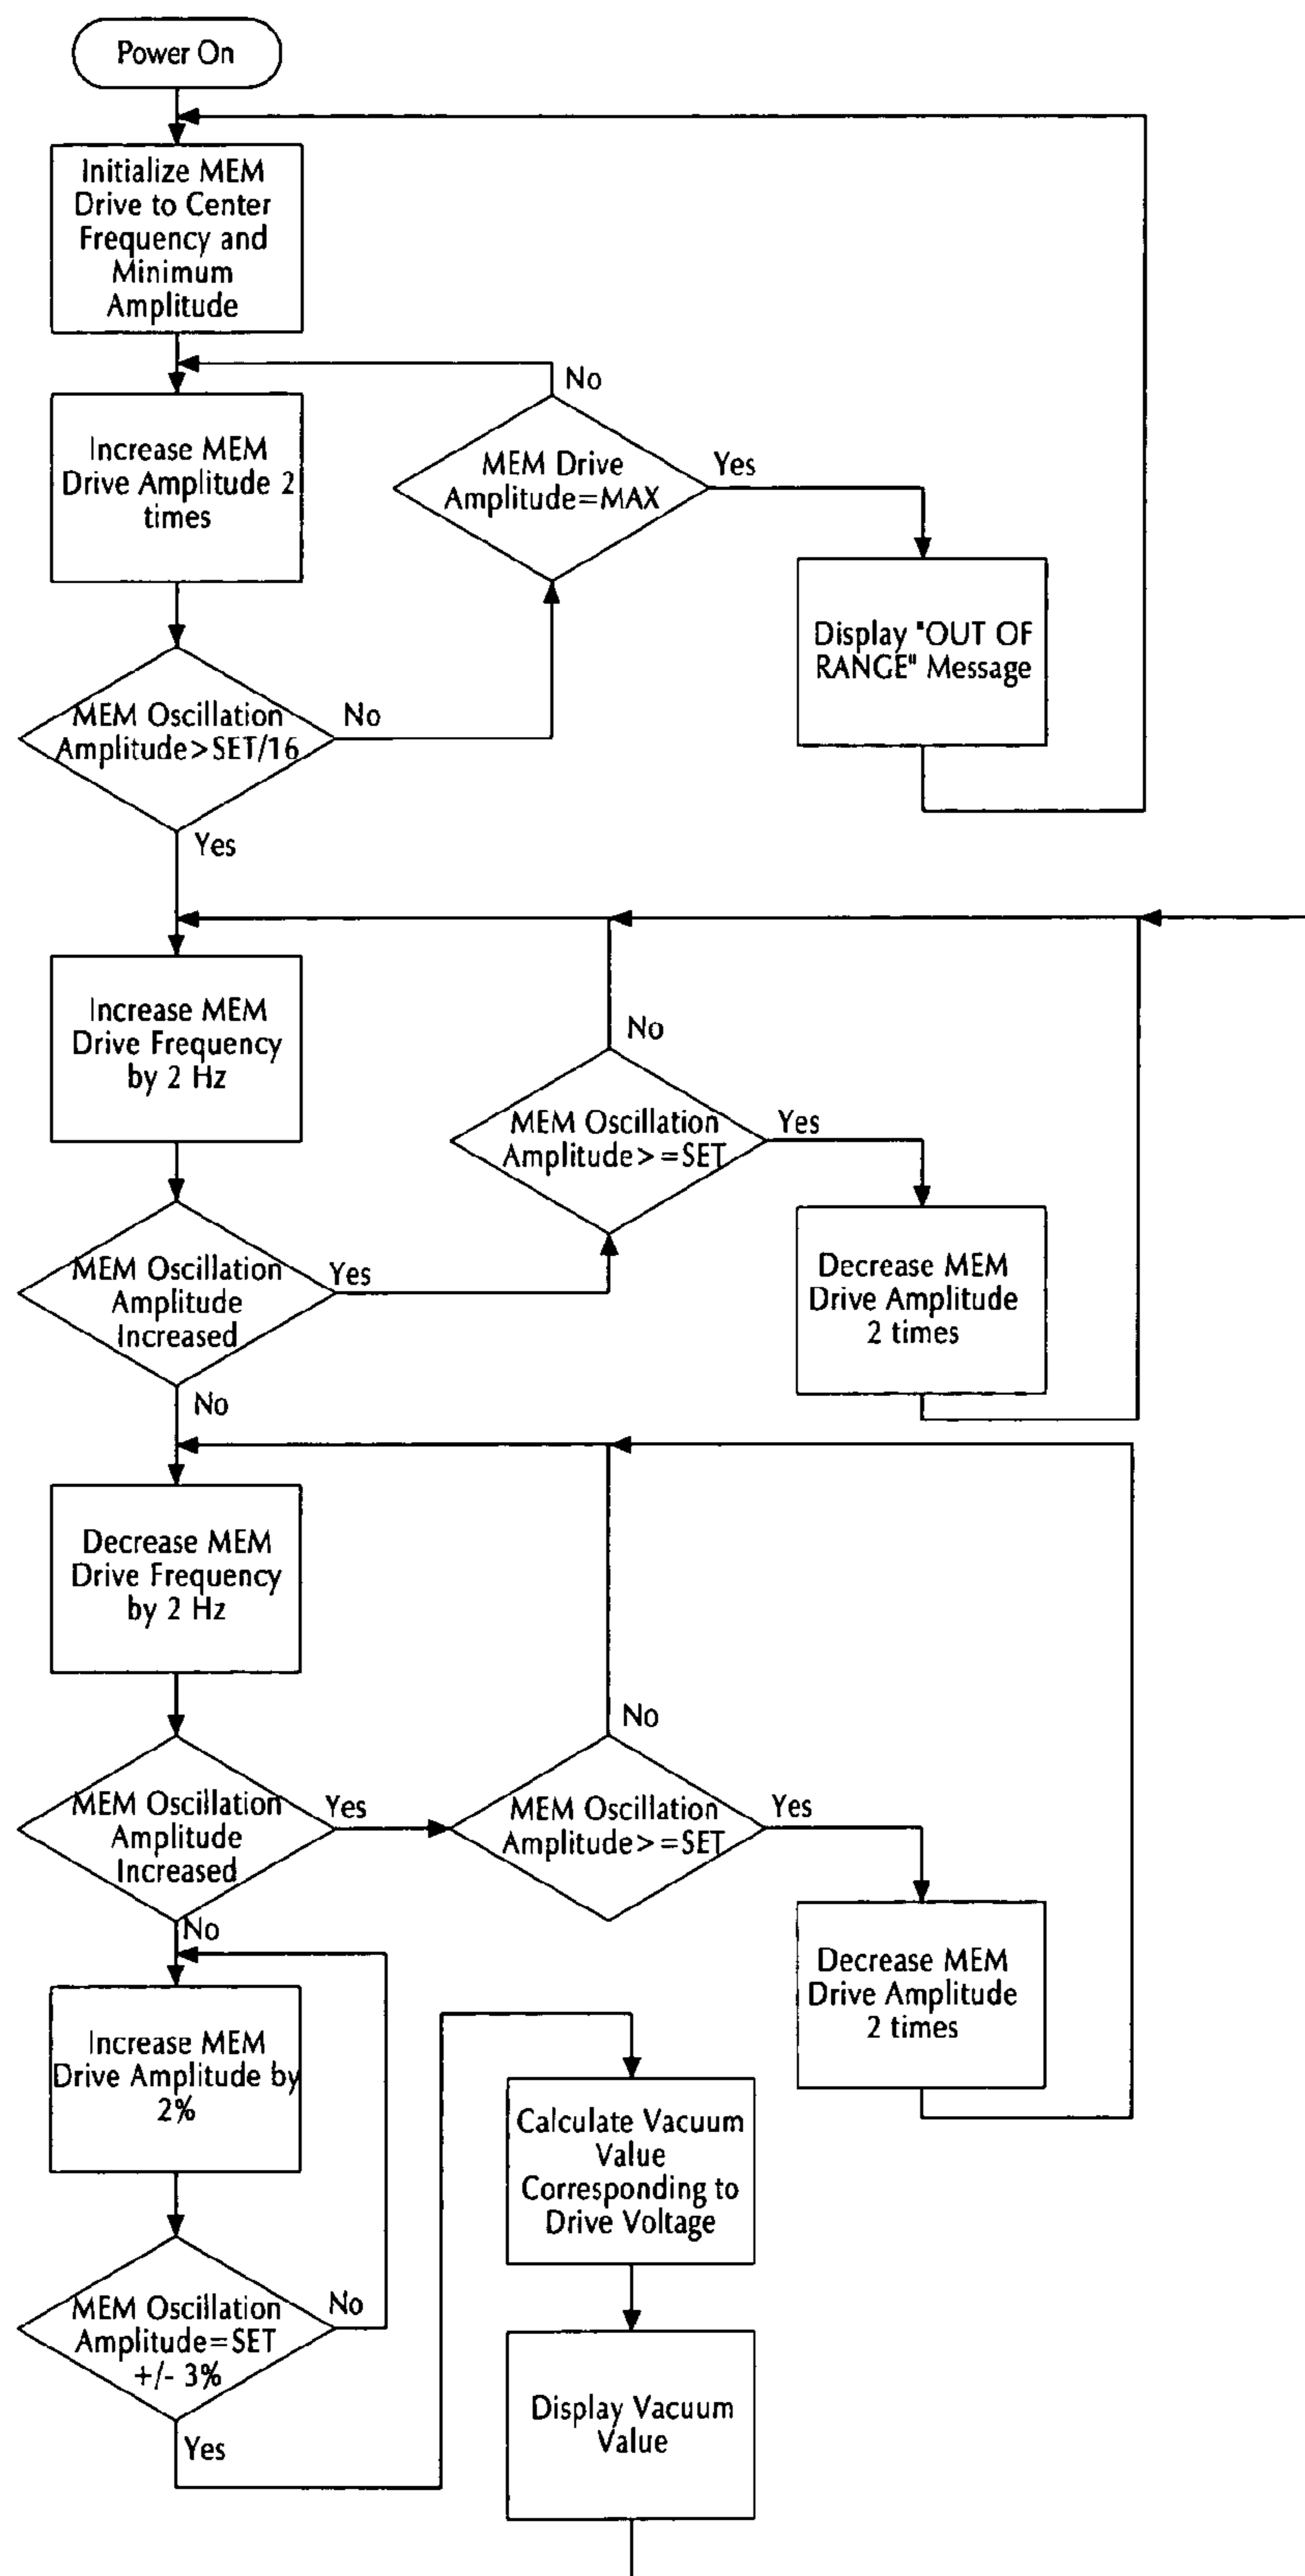 Power On
Initialize MEM
Drive to Center
Frequency and
Minimum
Amplitude
No
Increase MEM
Drive Amplitude 2
times
MEM Drive
Amplitude=MAX
Yes
Display "OUT OF
RANGE" Message
MEM Oscillation
Amplitude>SET/16
No
Yes
Increase MEM
Drive Frequency
by 2 Hz
No
MEM Oscillation
Amplitude>=SET
Yes
MEM Oscillation
Amplitude
Increased
Yes
Decrease MEM
Drive Amplitude
2 times
No
Decrease MEM
Drive Frequency
by 2 Hz
No
MEM Oscillation
Amplitude
Increased
Yes
MEM Oscillation
Amplitude>=SET
Yes
No
Decrease MEM
Drive Amplitude
2 times
Increase MEM
Drive Amplitude by
2%
Calculate Vacuum
Value
Corresponding to
Drive Voltage
MEM Oscillation
Amplitude=SET
+/- 3%
No
Yes
Display Vacuum
Value